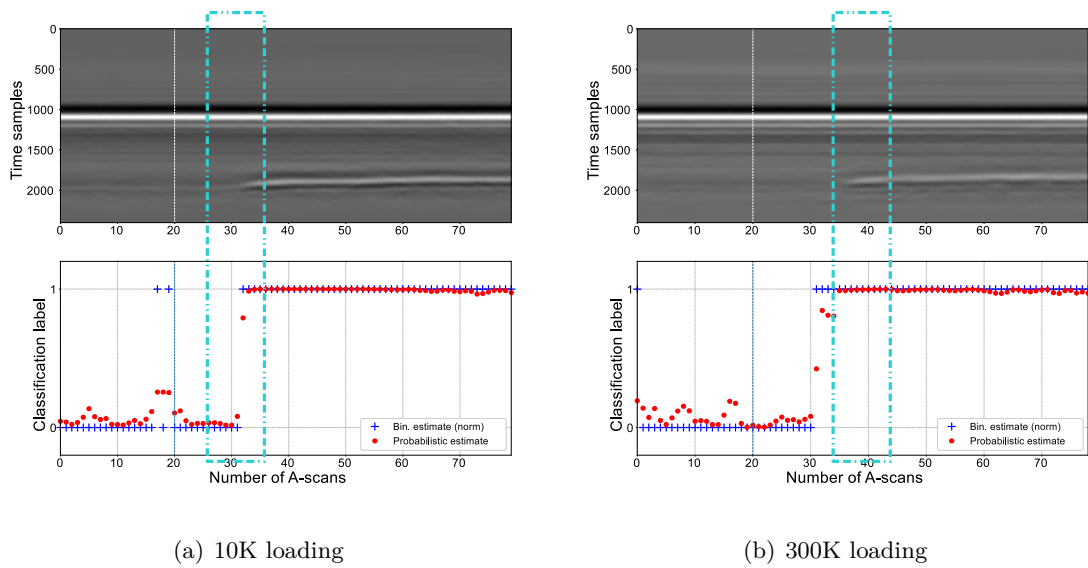 0
500
1000
1500
2000
Time samples
0 10 20 30 40 50 60 70
1
0
Classification label
Bin. estimate (norm)
Probabilistic estimate
0 10 20 30 40 50 60 70
Number of A-scans
(a) 10K loading
0
500
1000
1500
2000
Time samples
0 10 20 30 40 50 60 70
1
0
Classification label
Bin. estimate (norm)
Probabilistic estimate
0 10 20 30 40 50 60 70
Number of A-scans
(b) 300K loading